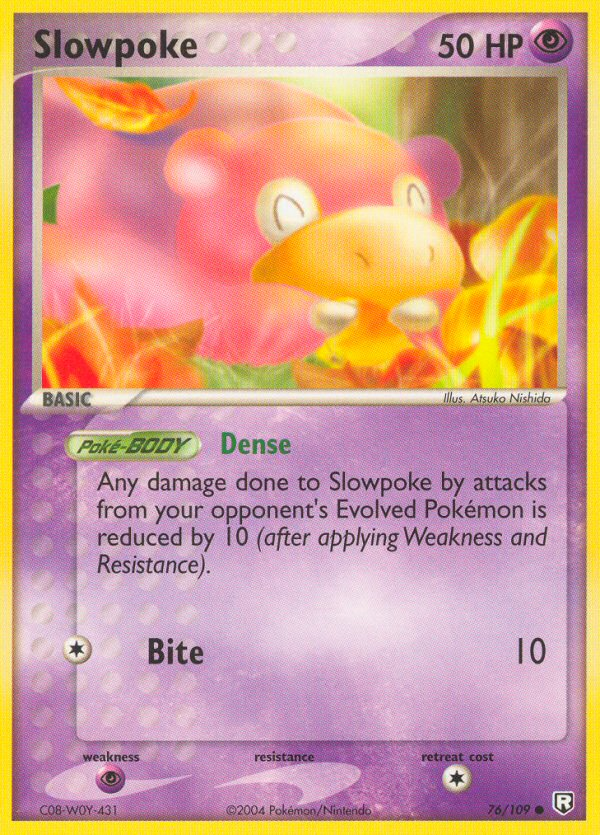 Slowpoke 50 HP
BASIC
Illus. Atsuko Nishida
Poké-BODY Dense
Any damage done to Slowpoke by attacks
from your opponent's Evolved Pokémon is
reduced by 10 (after applying Weakness and
Resistance).
Bite 10
weakness resistance retreat cost
C08-W0Y-431 ©2004 Pokémon/Nintendo 76/109
R